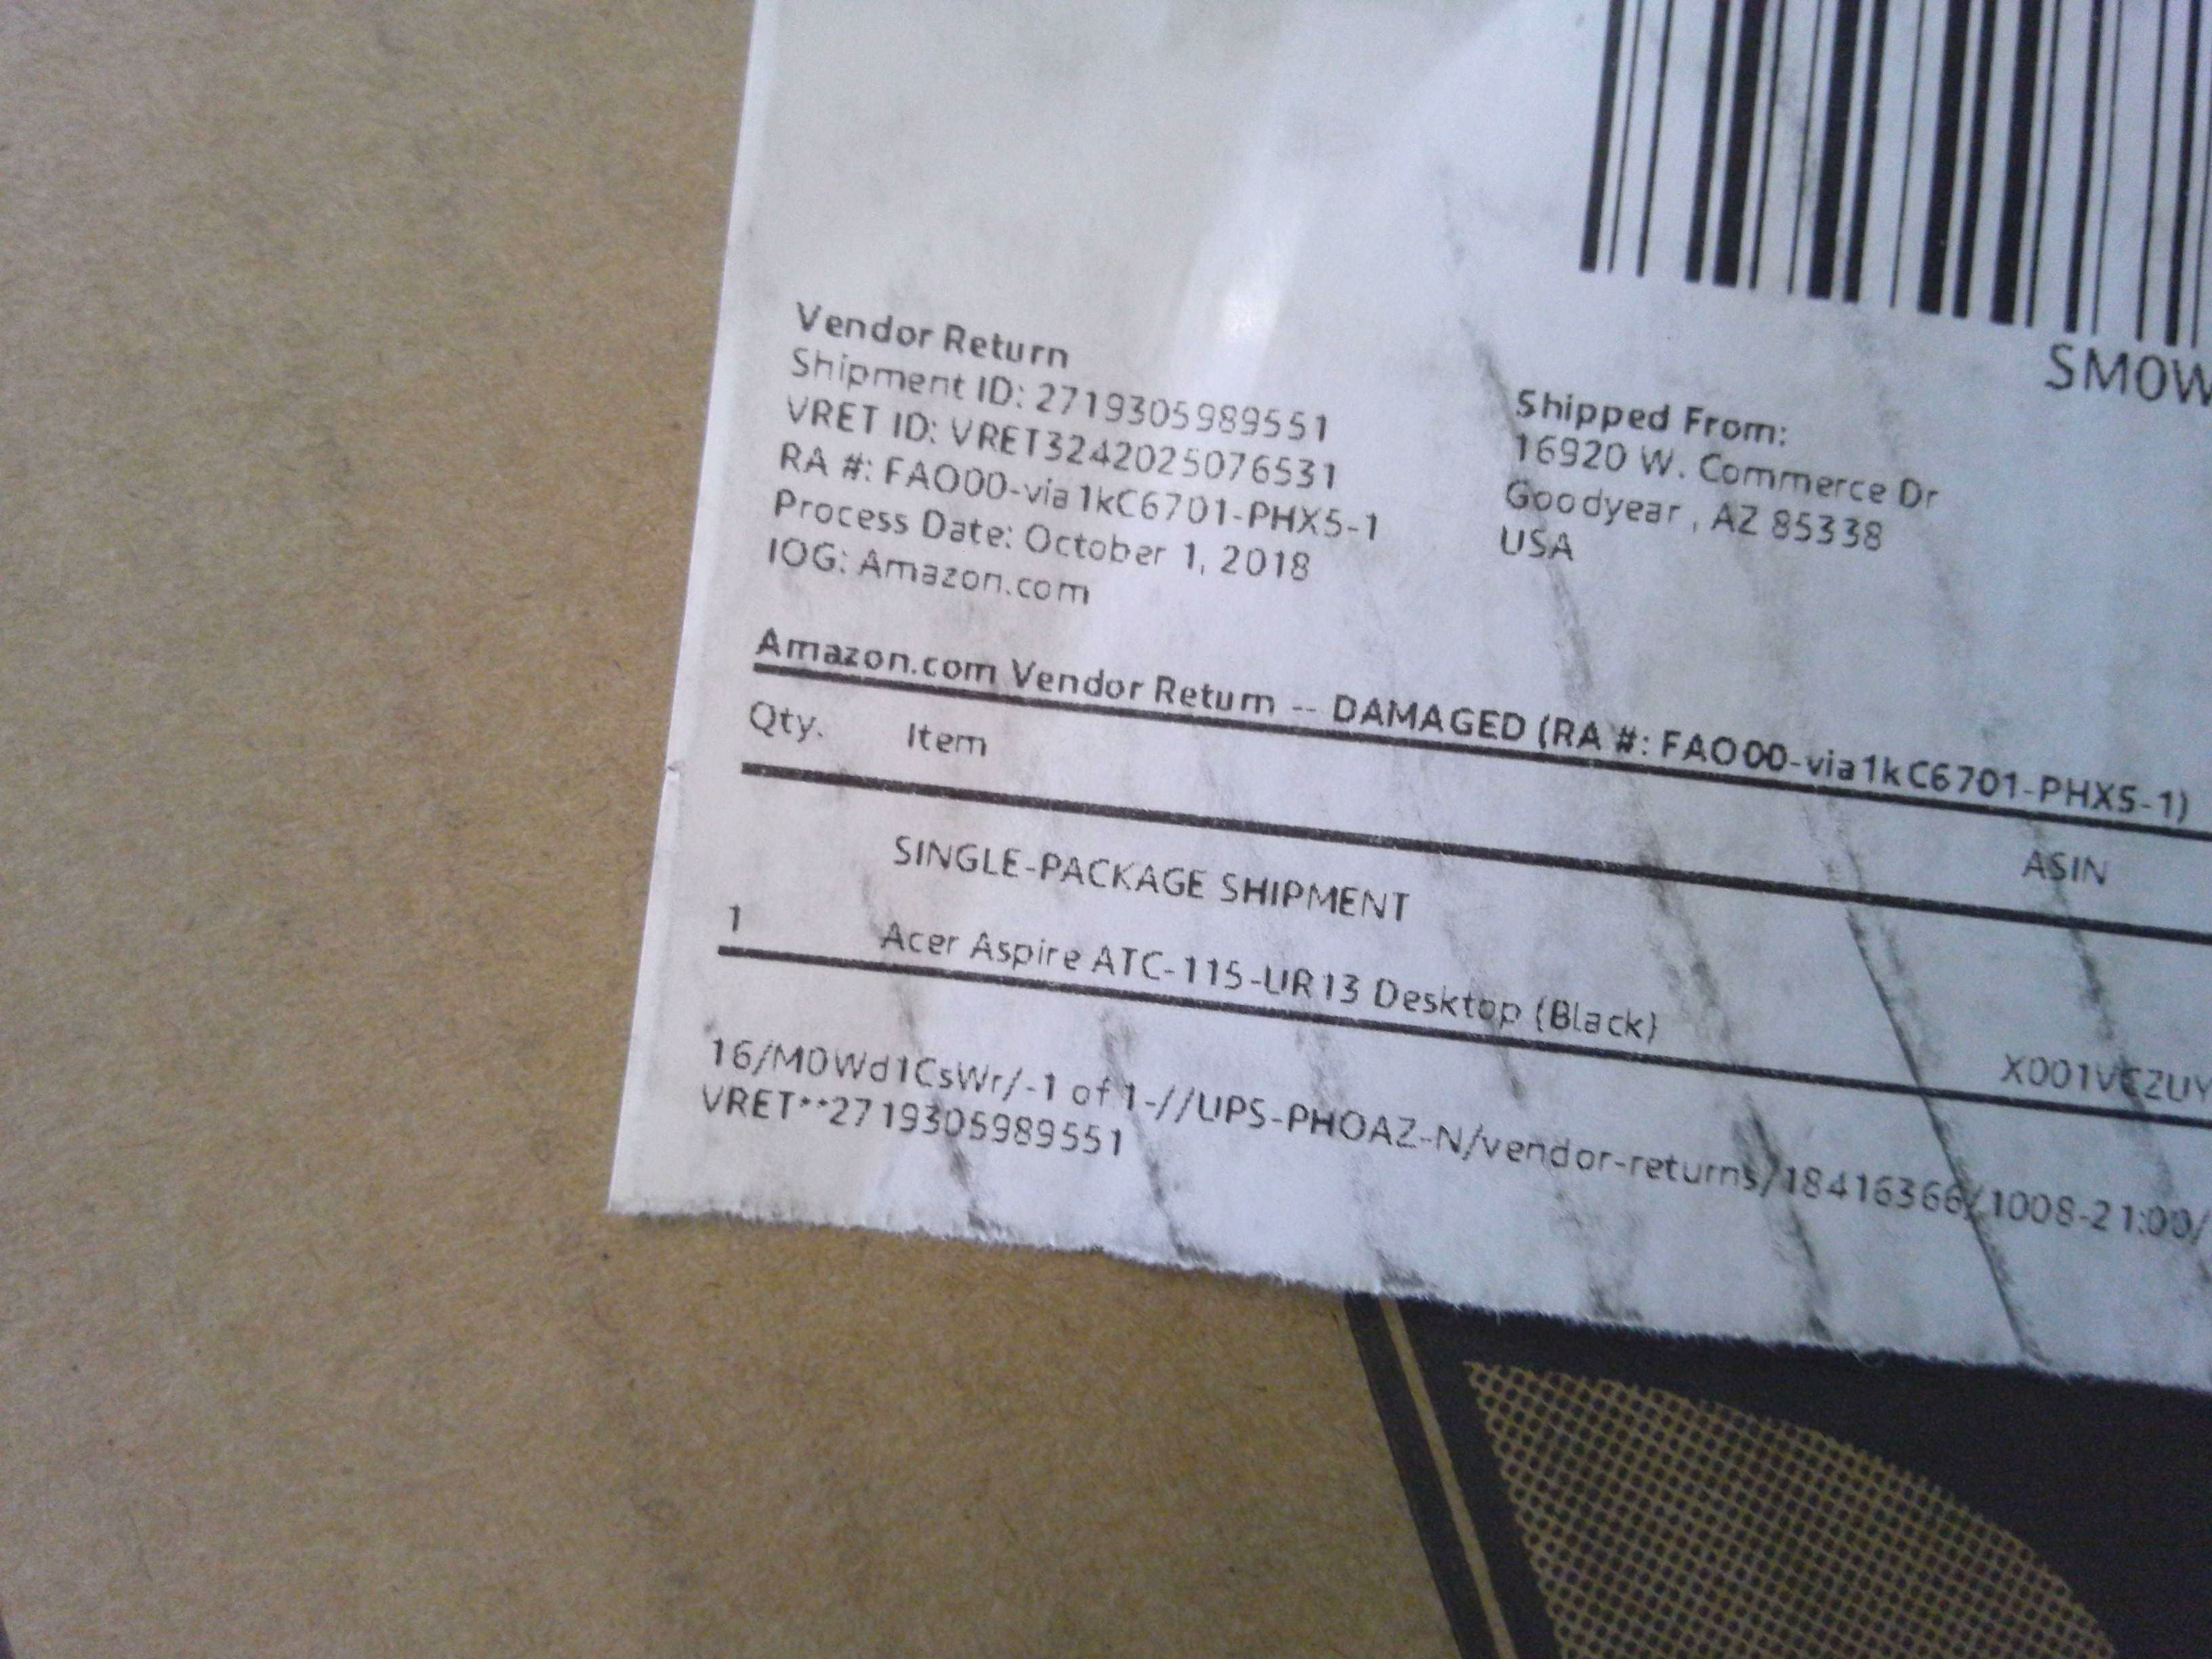 SM0W
Vendor Return
Shipment ID: 2719305989551
VRET ID: VRET3242025076531
RA #: FAO00-via1kC6701-PHX5-1
Process Date: October 1, 2018
IOG: Amazon.com
Shipped From:
16920 W. Commerce Dr
Goodyear , AZ 85338
USA
Amazon.com Vendor Return -- DAMAGED (RA #: FAO00-via1kC6701-PHX5-1)
Qty. Item ASIN
SINGLE-PACKAGE SHIPMENT
1 Acer Aspire ATC-115-UR13 Desktop (Black) X001VCZUY
16/M0Wd1CsWr/-1 of 1-//UPS-PHOAZ-N/vendor-returns/18416366/1008-21:00/
VRET**2719305989551